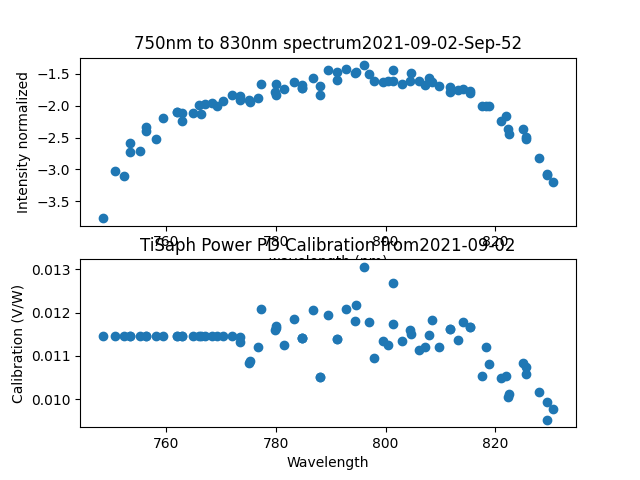 750nm to 830nm spectrum2021-09-02-Sep-52
Intensity normalized
−1.5
−2.0
−2.5
−3.0
−3.5
760 780 800 820
wavelength (nm)
TiSaph Power PD Calibration from2021-09-02
Calibration (V/W)
0.013
0.012
0.011
0.010
760 780 800 820
Wavelength